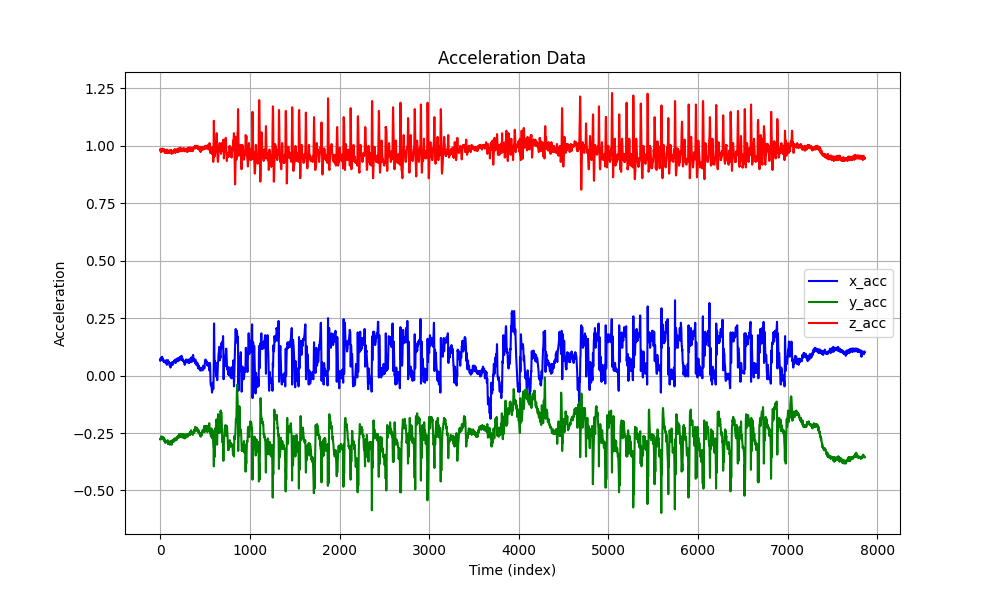 Acceleration Data
1.25
1.00
0.75
0.50
0.25
0.00
−0.25
−0.50
Acceleration
x_acc
y_acc
z_acc
0 1000 2000 3000 4000 5000 6000 7000 8000
Time (index)